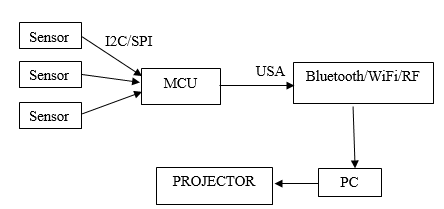 Sensor
I2C/SPI
Sensor
MCU
USA
Bluetooth/WiFi/RF
Sensor
PROJECTOR
PC